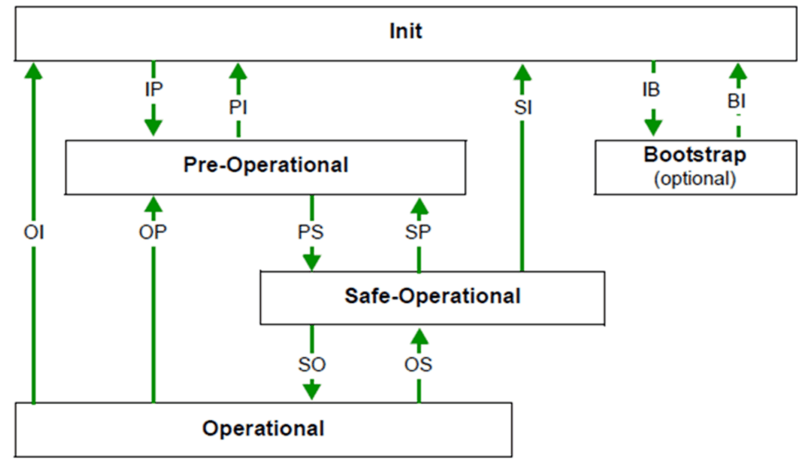 Init
IP
PI
SI
IB
BI
Pre-Operational
Bootstrap
(optional)
OI
OP
PS
SP
Safe-Operational
SO
OS
Operational